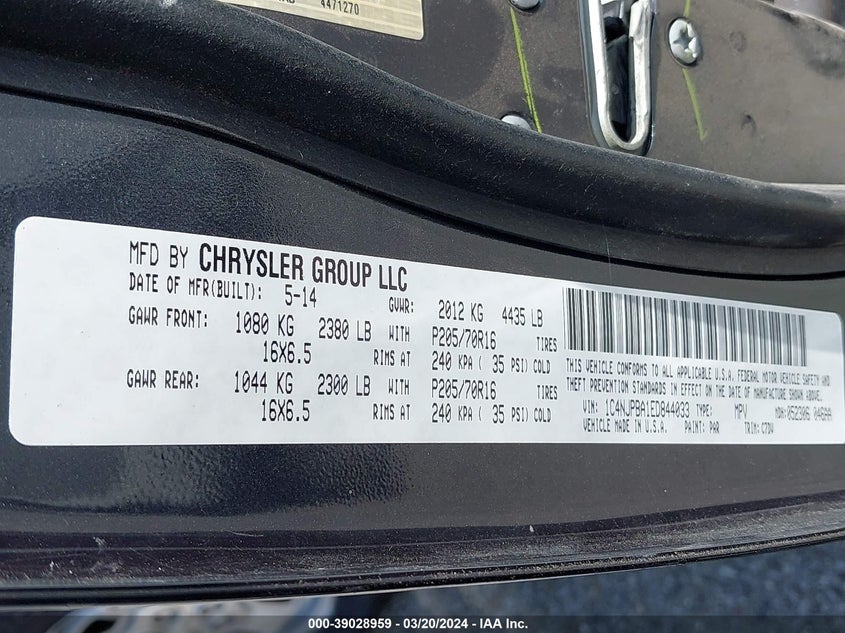 4471270
MFD BY CHRYSLER GROUP LLC
DATE OF MFR(BUILT): 5-14 GVWR: 2012 KG 4435 LB
GAWR FRONT: 1080 KG 2380 LB WITH P205/70R16 TIRES
16X6.5 RIMS AT 240 KPA ( 35 PSI) COLD
GAWR REAR: 1044 KG 2300 LB WITH P205/70R16 TIRES
16X6.5 RIMS AT 240 KPA ( 35 PSI) COLD
THIS VEHICLE CONFORMS TO ALL APPLICABLE U.S.A. FEDERAL MOTOR VEHICLE SAFETY AND
THEFT PREVENTION STANDARDS IN EFFECT ON THE DATE OF MANUFACTURE SHOWN ABOVE.
VIN: 1C4NJPBA1ED844033 TYPE: MPV MDH: 052306 046AA
VEHICLE MADE IN U.S.A. PAINT: PAR TRIM: C7DV
000-39028959 — 03/20/2024 — IAA Inc.